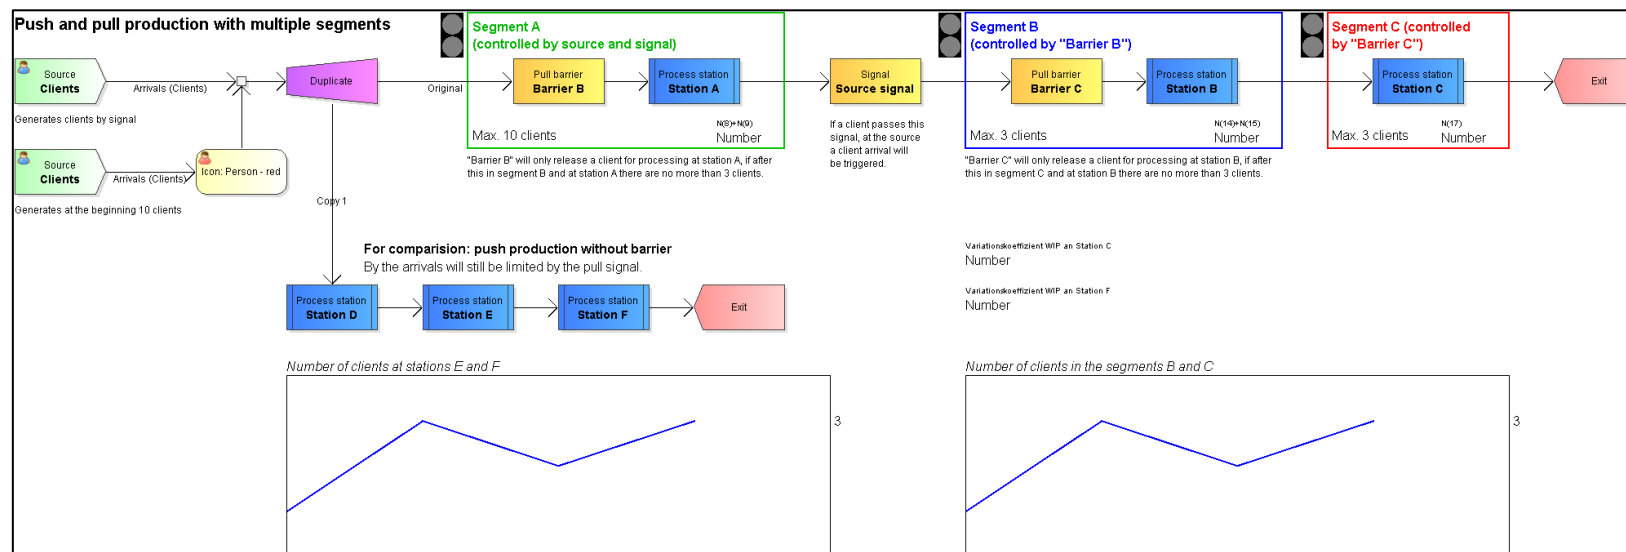 Push and pull production with multiple segments
Segment A
(controlled by source and signal)
Segment B
(controlled by "Barrier B")
Segment C (controlled
by "Barrier C")
Source
Clients
Arrivals (Clients)
Duplicate
Original
Pull barrier
Barrier B
Process station
Station A
Signal
Source signal
Pull barrier
Barrier C
Process station
Station B
Process station
Station C
Exit
Generates clients by signal
Max. 10 clients
N(8)+N(9)
Number
If a client passes this
signal, at the source
a client arrival will
be triggered.
Max. 3 clients
N(14)+N(15)
Number
Max. 3 clients
N(17)
Number
"Barrier B" will only release a client for processing at station A, if after
this in segment B and at station A there are no more than 3 clients.
"Barrier C" will only release a client for processing at station B, if after
this in segment C and at station B there are no more than 3 clients.
Source
Clients
Arrivals (Clients)
Icon: Person - red
Generates at the beginning 10 clients
Copy 1
For comparision: push production without barrier
By the arrivals will still be limited by the pull signal.
Variationskoeffizient WIP an Station C
Number
Variationskoeffizient WIP an Station F
Number
Process station
Station D
Process station
Station E
Process station
Station F
Exit
Number of clients at stations E and F
3
Number of clients in the segments B and C
3